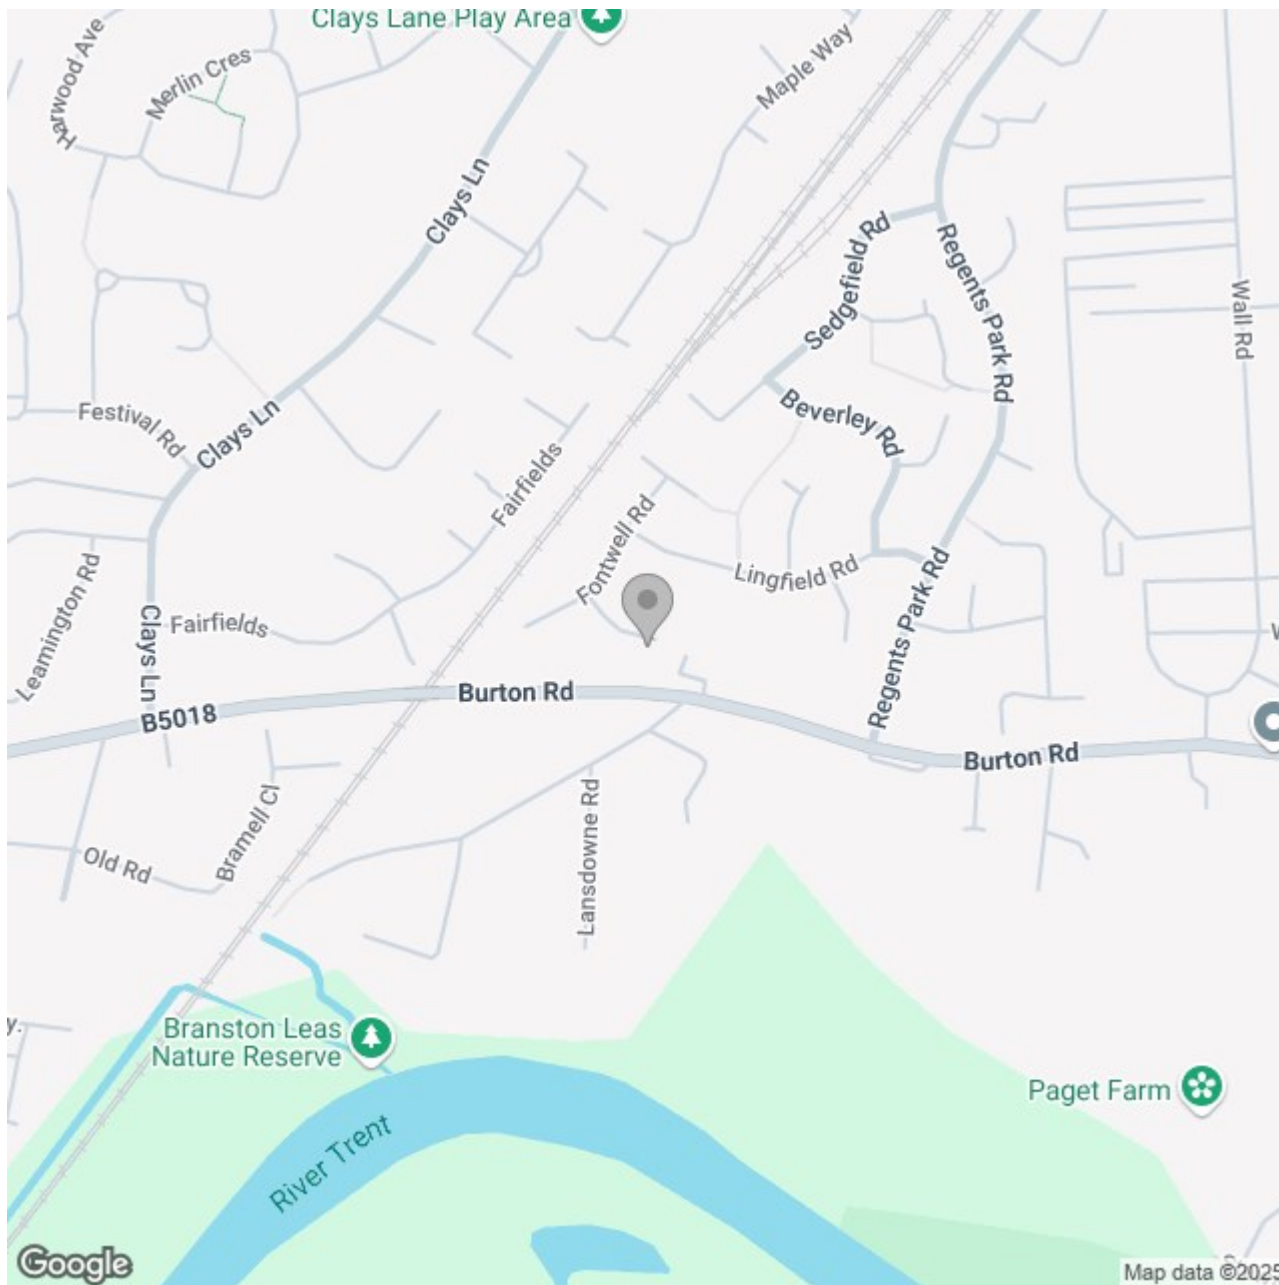 Clays Lane Play Area
Harwood Ave
Merlin Cres
Maple Way
Clays Ln
Sedgefield Rd
Regents Park Rd
Wall Rd
Festival Rd
Clays Ln
Beverley Rd
Fairfields
Fontwell Rd
Lingfield Rd
Leamington Rd
Clays Ln
Fairfields
Regents Park Rd
B5018
Burton Rd
Burton Rd
Bramell Cl
Old Rd
Lansdowne Rd
Branston Leas
Nature Reserve
Paget Farm
River Trent
Google
Map data ©2025